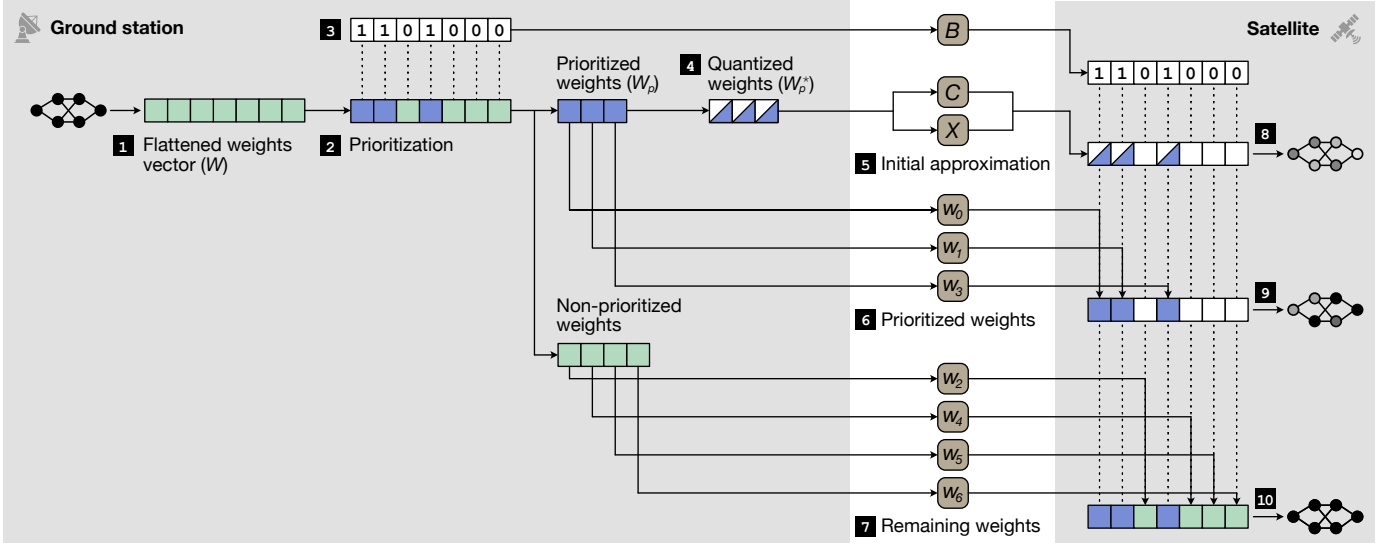 Ground station
Satellite
3 1 1 0 1 0 0 0
B
1 1 0 1 0 0 0
Prioritized
weights (Wp)
4 Quantized
weights (Wp*)
C
X
1 Flattened weights
vector (W)
2 Prioritization
5 Initial approximation
8
w0
w1
w3
6 Prioritized weights
9
Non-prioritized
weights
w2
w4
w5
w6
7 Remaining weights
10